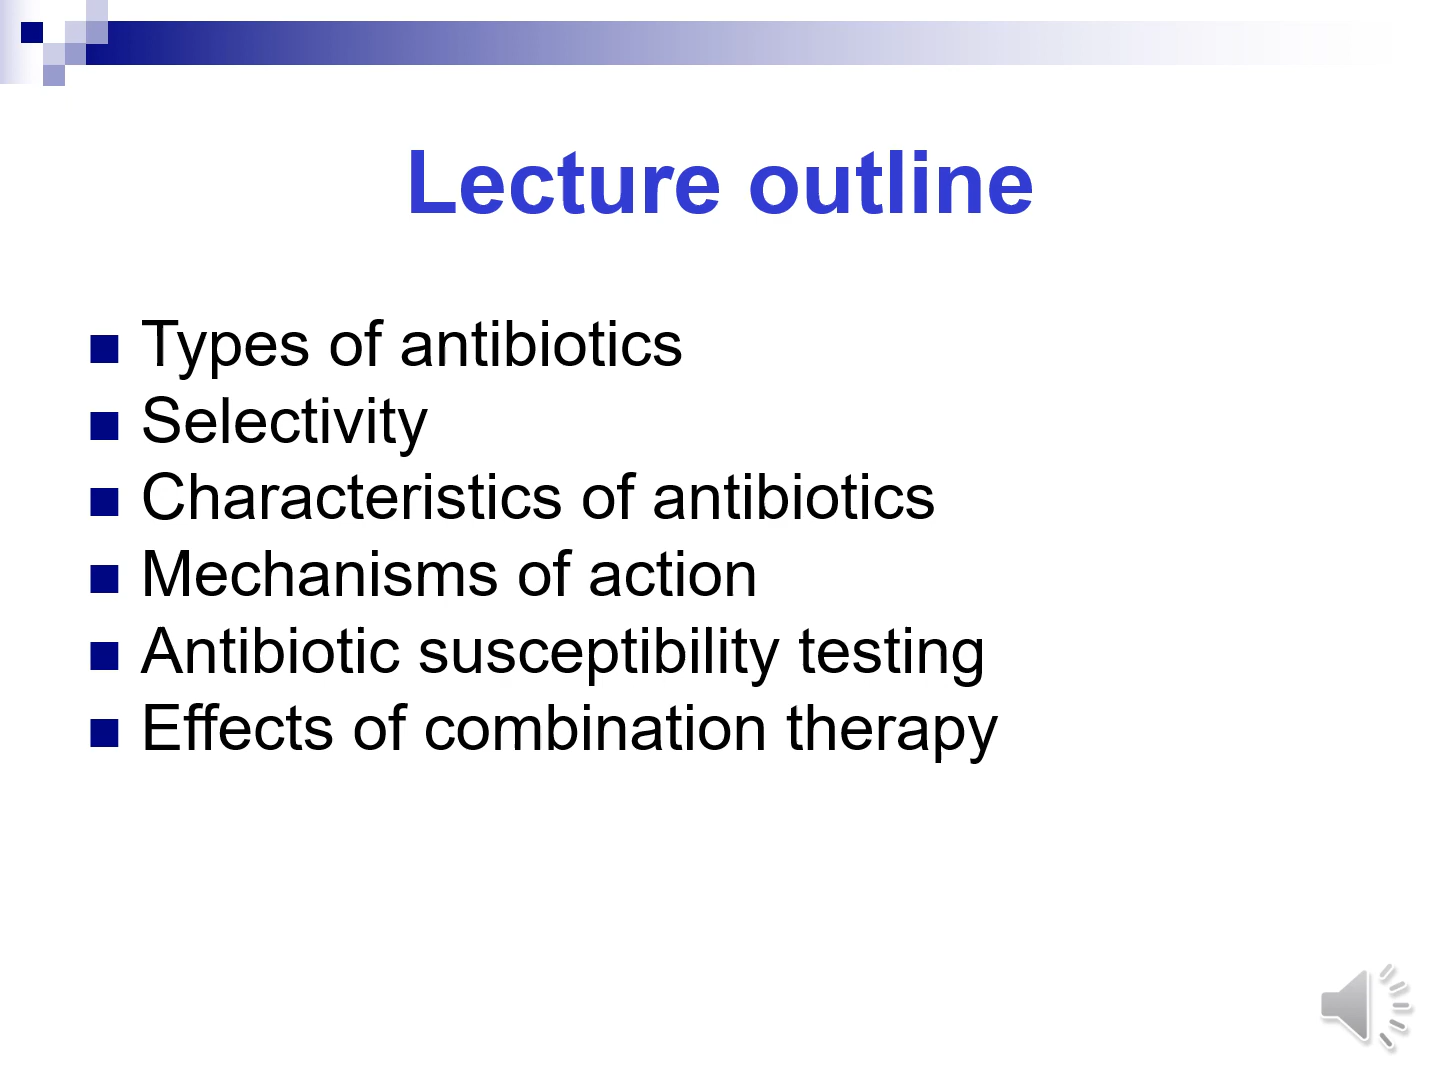 Lecture outline
Types of antibiotics
Selectivity
Characteristics of antibiotics
Mechanisms of action
Antibiotic susceptibility testing
Effects of combination therapy